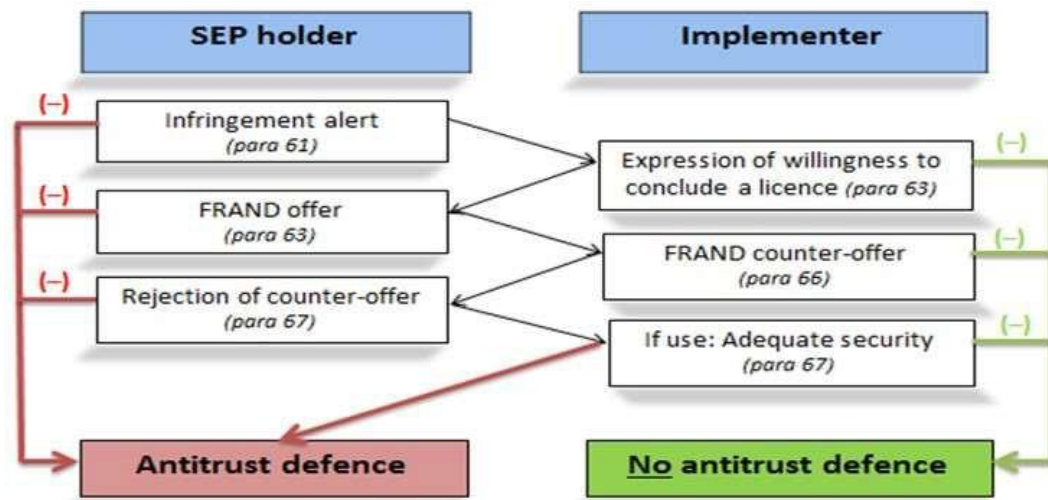 SEP holder
Implementer
(–)
Infringement alert
(para 61)
(–)
Expression of willingness to
conclude a licence (para 63)
(–)
FRAND offer
(para 63)
(–)
FRAND counter-offer
(para 66)
(–)
Rejection of counter-offer
(para 67)
(–)
If use: Adequate security
(para 67)
Antitrust defence
No antitrust defence